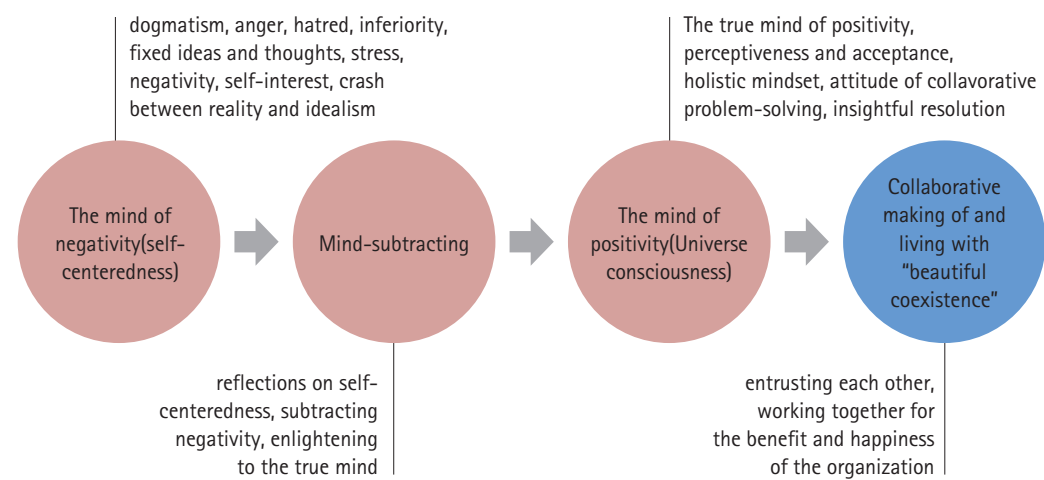 dogmatism, anger, hatred, inferiority,
fixed ideas and thoughts, stress,
negativity, self-interest, crash
between reality and idealism
The true mind of positivity,
perceptiveness and acceptance,
holistic mindset, attitude of collavorative
problem-solving, insightful resolution
The mind of
negativity(self-
centeredness)
Mind-subtracting
The mind of
positivity(Universe
consciousness)
Collaborative
making of and
living with
“beautiful
coexistence”
reflections on self-
centeredness, subtracting
negativity, enlightening
to the true mind
entrusting each other,
working together for
the benefit and happiness
of the organization